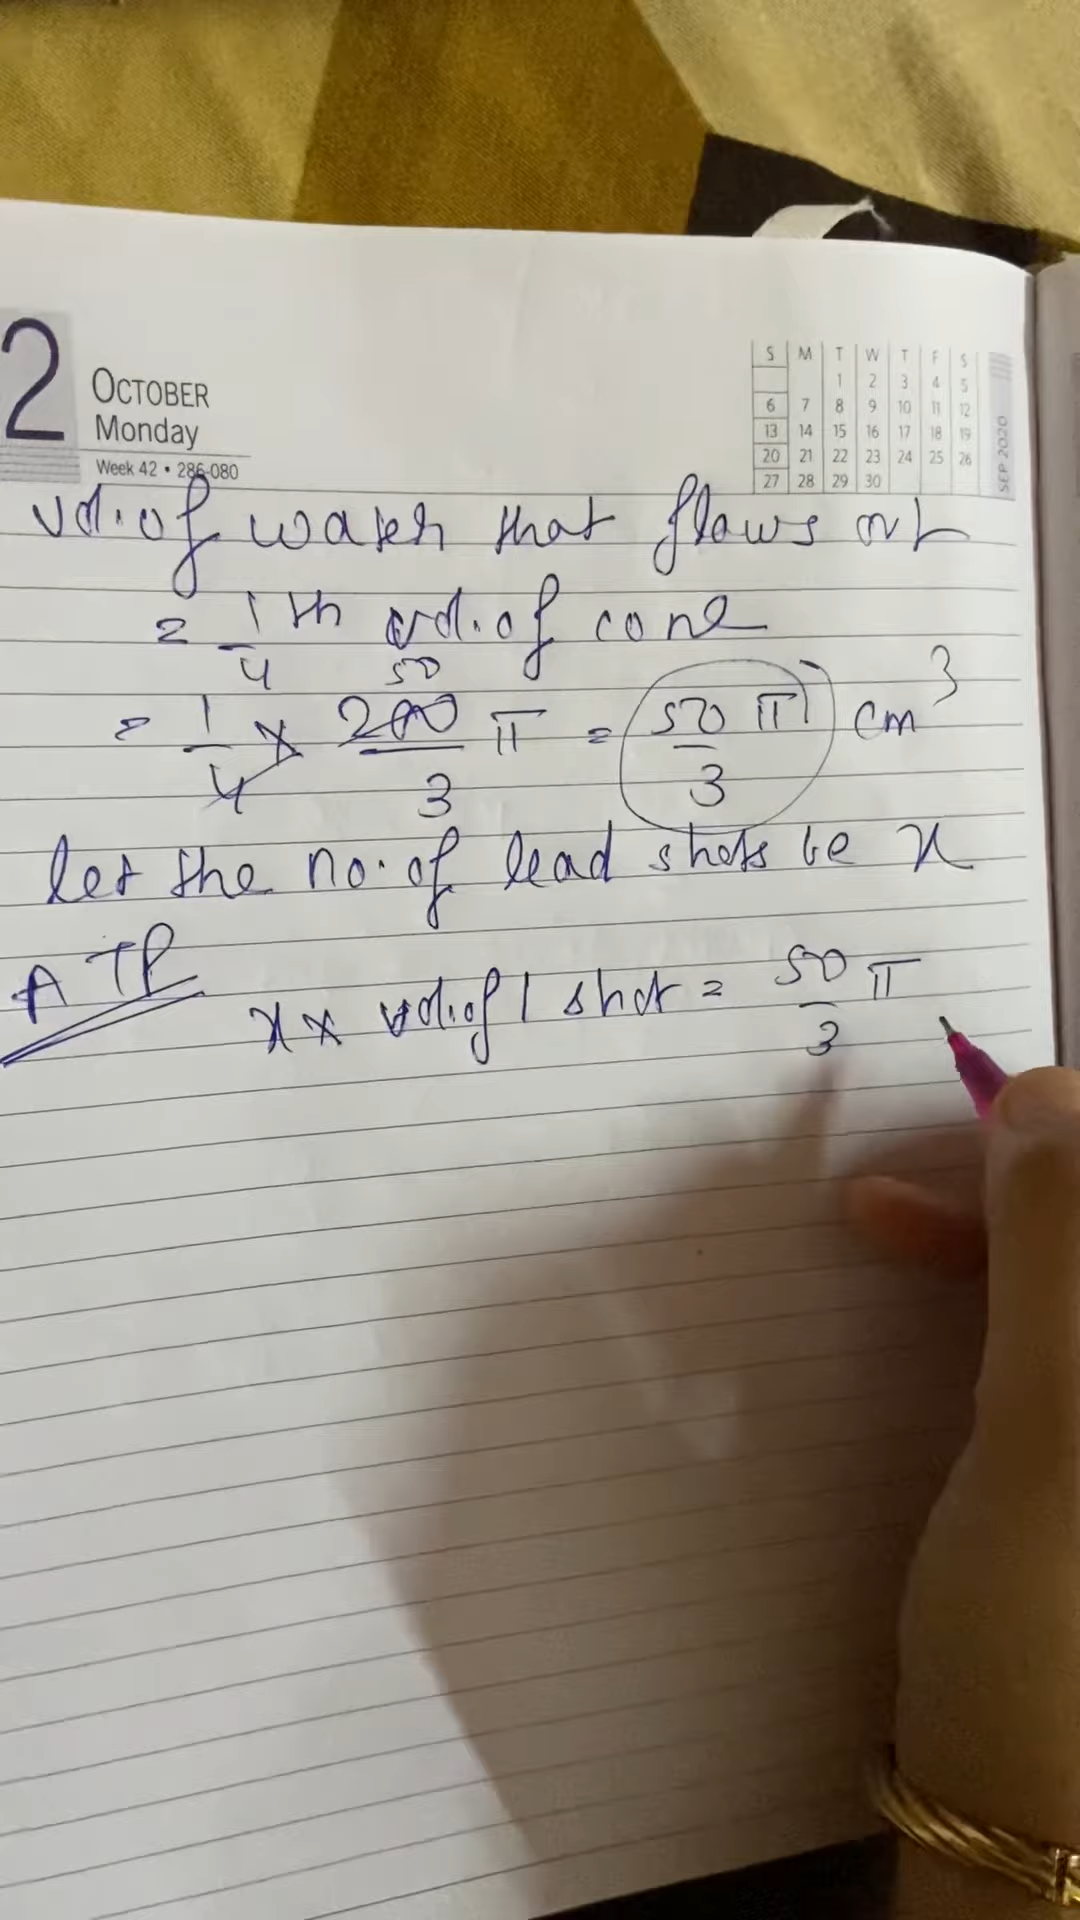 2
OCTOBER
Monday
Week 42 • 286-080
S M T W T F S
1 2 3 4 5
6 7 8 9 10 11 12
13 14 15 16 17 18 19
20 21 22 23 24 25 26
27 28 29 30
SEP 2020
vol. of water that flows out
= 1/4 th vol. of cone
50
= 1/4 × 200/3 π = 50π/3 cm³
let the no. of lead shots be x
ATP
x × vol. of 1 shot = 50/3 π